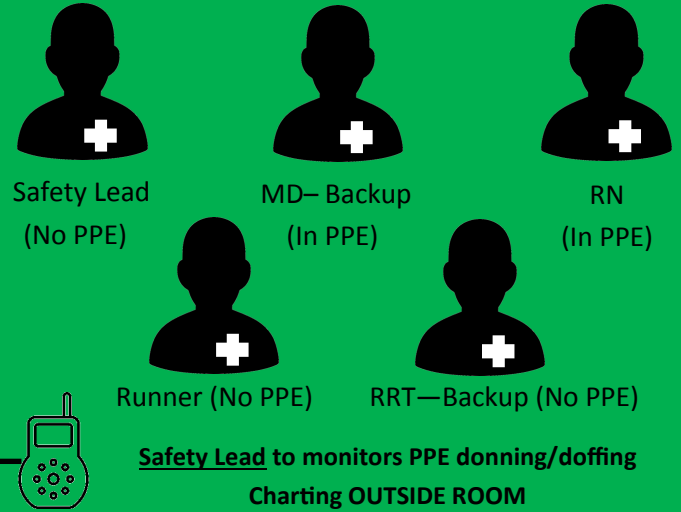 Safety Lead
(No PPE)
MD– Backup
(In PPE)
RN
(In PPE)
Runner (No PPE)
RRT—Backup (No PPE)
Safety Lead to monitors PPE donning/doffing
Charting OUTSIDE ROOM